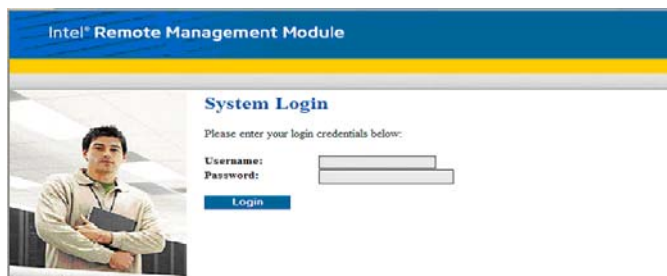 Intel® Remote Management Module
System Login
Please enter your login credentials below:
Username:
Password:
Login